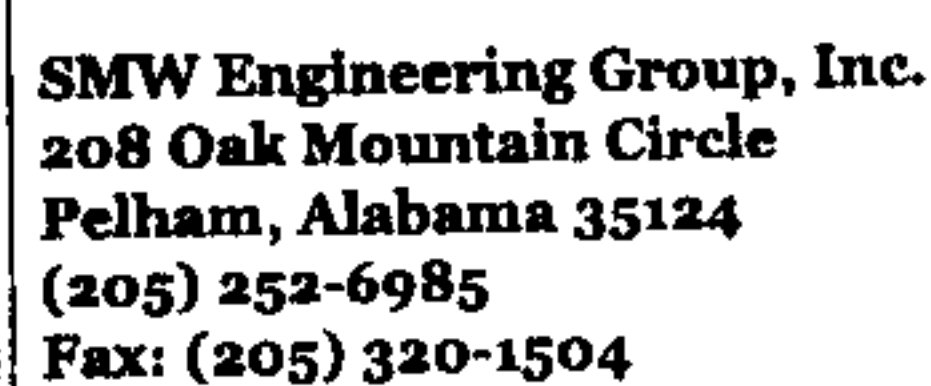 SMW Engineering Group, Inc.
208 Oak Mountain Circle
Pelham, Alabama 35124
(205) 252-6985
Fax: (205) 320-1504